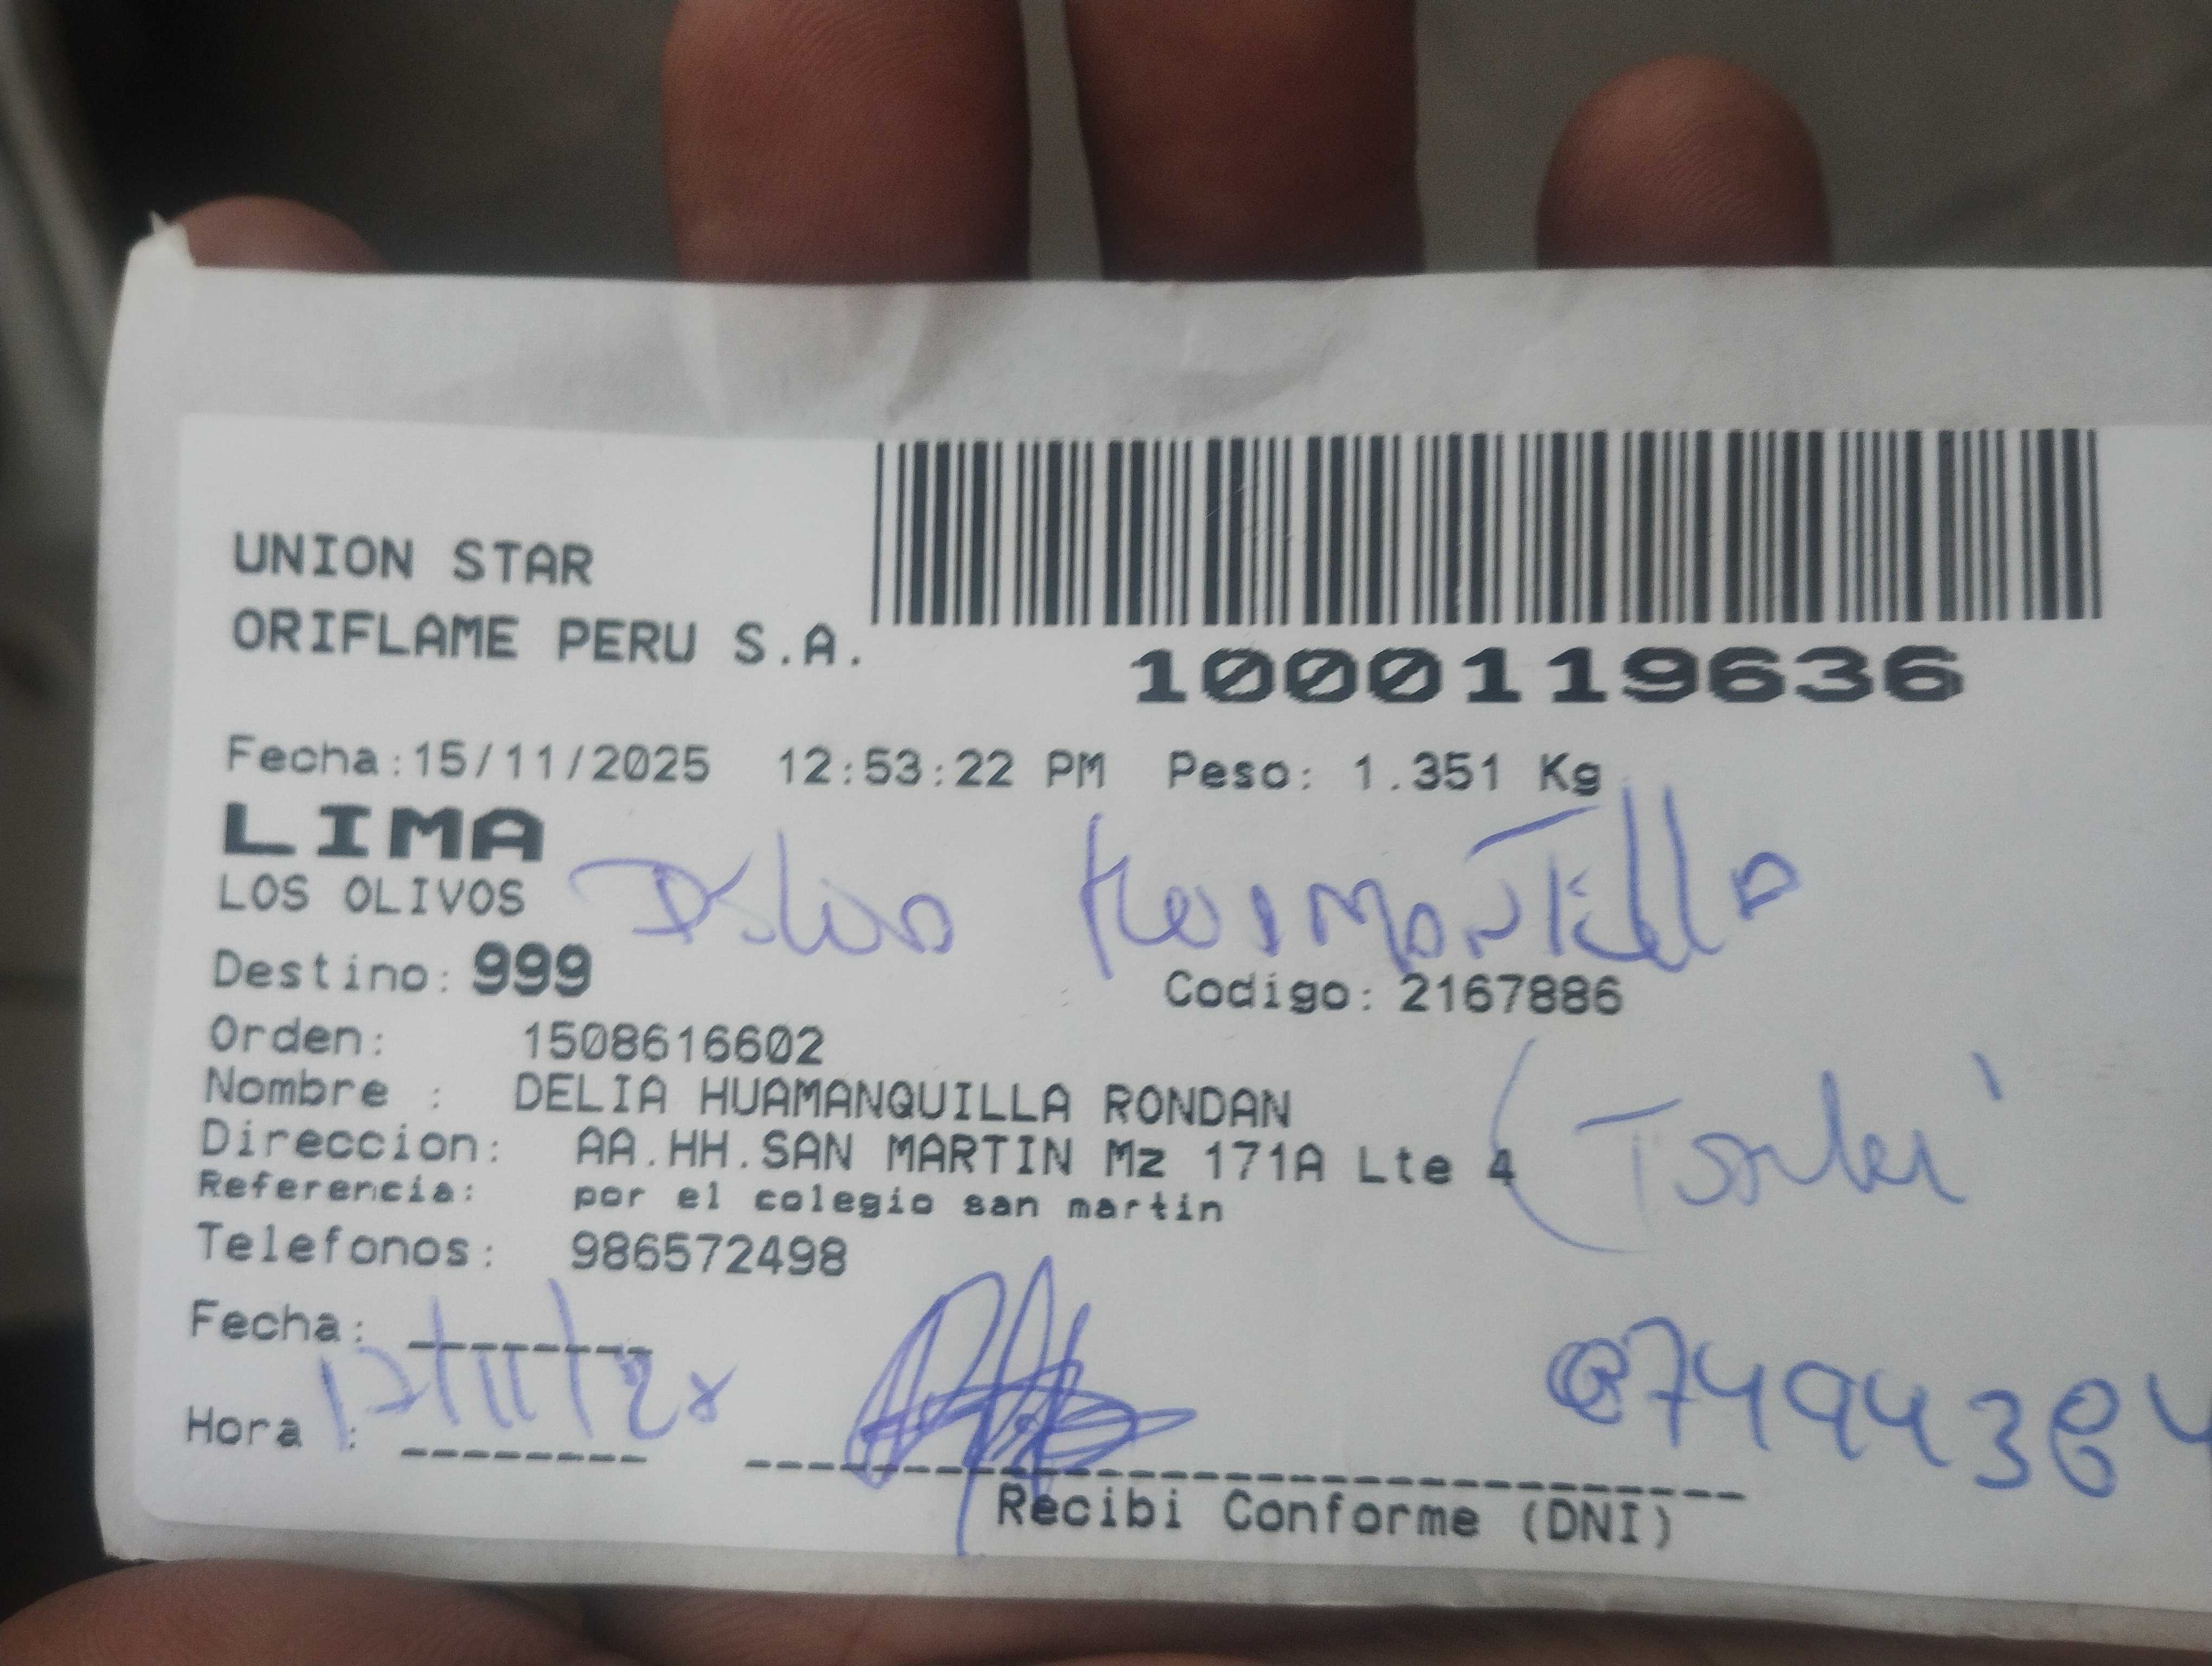 UNION STAR
ORIFLAME PERU S.A.
1000119636
Fecha:15/11/2025 12:53:22 PM Peso: 1.351 Kg
LIMA
LOS OLIVOS
Destino: 999
Codigo: 2167886
Orden: 1508616602
Nombre : DELIA HUAMANQUILLA RONDAN
Direccion: AA.HH.SAN MARTIN Mz 171A Lte 4
Referencia: por el colegio san martin
Telefonos: 986572498
Fecha:
Hora :
Recibi Conforme (DNI)